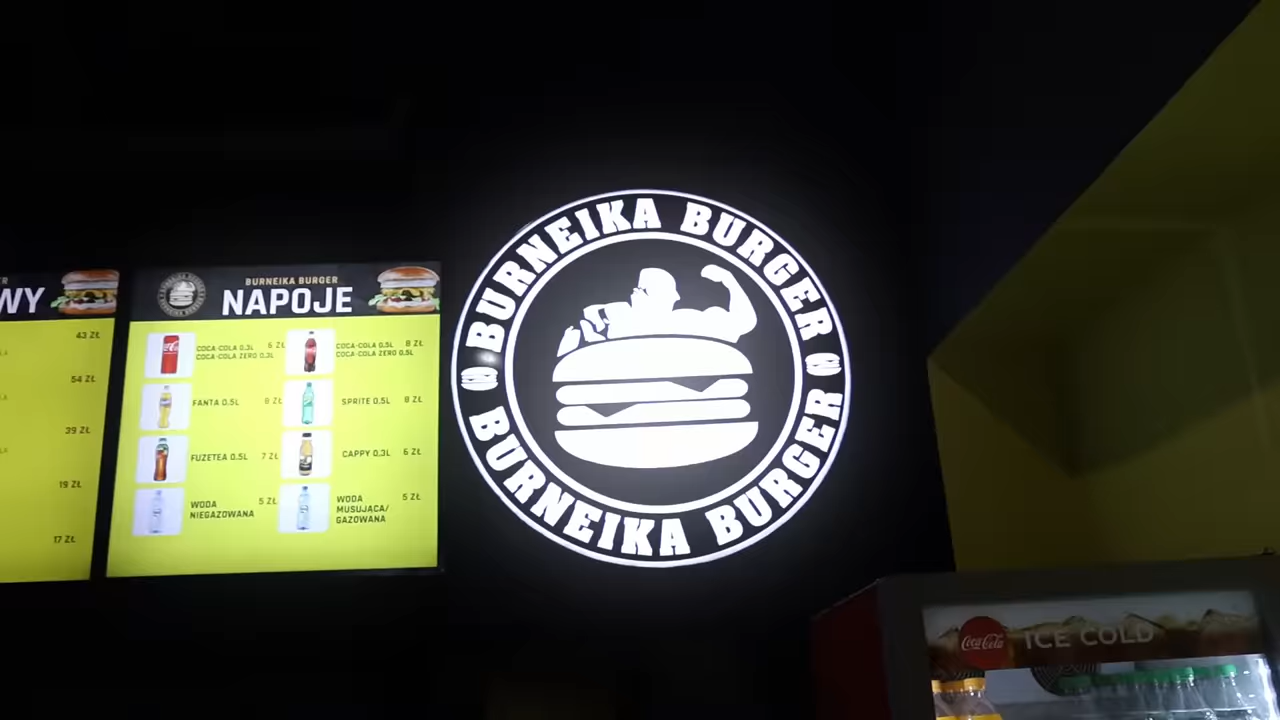 WY
43 ZŁ
54 ZŁ
39 ZŁ
19 ZŁ
17 ZŁ
BURNEIKA BURGER
NAPOJE
COCA-COLA 0,3L 6 ZŁ
COCA-COLA ZERO 0,3L
COCA-COLA 0,5L 8 ZŁ
COCA-COLA ZERO 0,5L
FANTA 0,5L 8 ZŁ
SPRITE 0,5L 8 ZŁ
FUZETEA 0.5L 7 ZŁ
CAPPY 0,3L 6 ZŁ
WODA 5 ZŁ
NIEGAZOWANA
WODA 5 ZŁ
MUSUJĄCA/
GAZOWANA
BURNEIKA BURGER
BURNEIKA BURGER
Coca-Cola ICE COLD